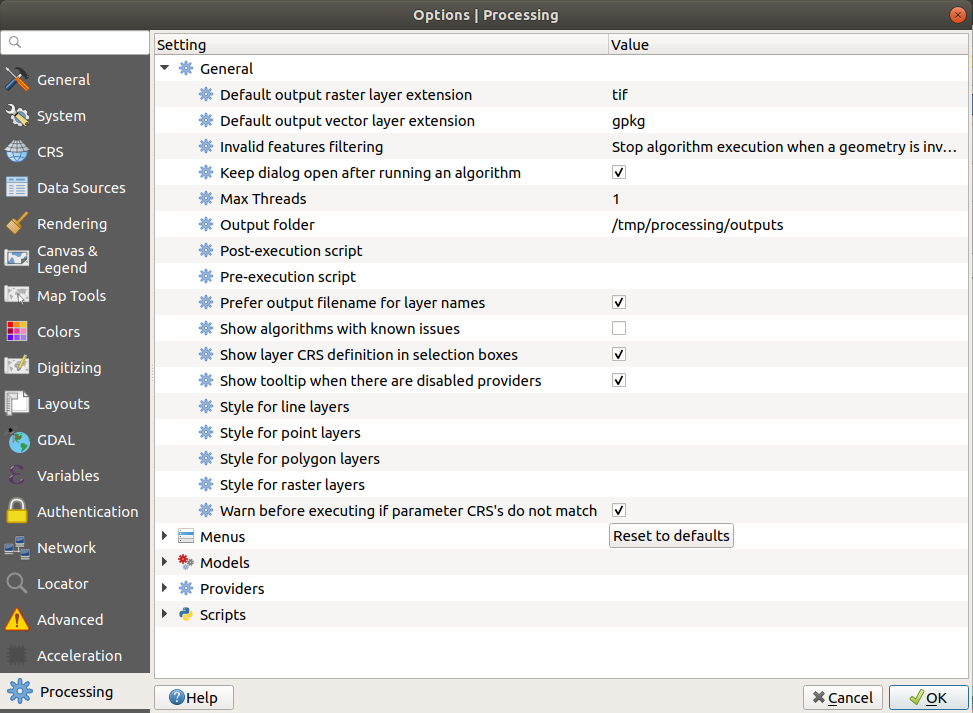 Options | Processing
Setting Value
General
General
Default output raster layer extension tif
System
Default output vector layer extension gpkg
CRS
Invalid features filtering Stop algorithm execution when a geometry is inv...
Keep dialog open after running an algorithm
Data Sources
Max Threads 1
Rendering
Output folder /tmp/processing/outputs
Canvas &
Legend
Post-execution script
Pre-execution script
Map Tools
Prefer output filename for layer names
Colors
Show algorithms with known issues
Show layer CRS definition in selection boxes
Digitizing
Show tooltip when there are disabled providers
Layouts
Style for line layers
GDAL
Style for point layers
Style for polygon layers
Variables
Style for raster layers
Authentication
Warn before executing if parameter CRS's do not match
Network
Menus Reset to defaults
Models
Locator
Providers
Advanced
Scripts
Acceleration
Processing
Help
Cancel
OK